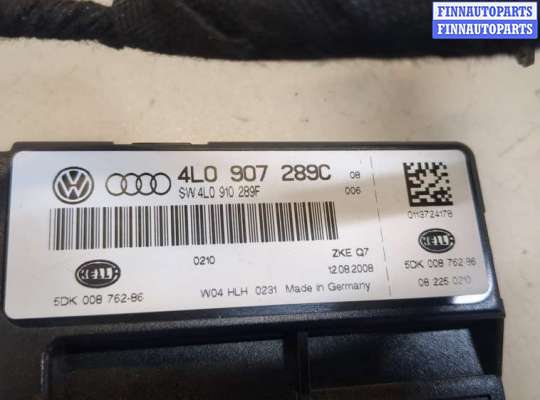 FINNAUTOPARTS
FINNAUTOPARTS
FINNAUTOPARTS
4L0 907 289C 08
SW 4L0 910 289F 006
0113724178
0210
ZKE Q7
12.08.2008
HELLA
5DK 008 762-86
W04 HLH 0231 Made in Germany
HELLA
5DK 008 762-86
08 225 0210